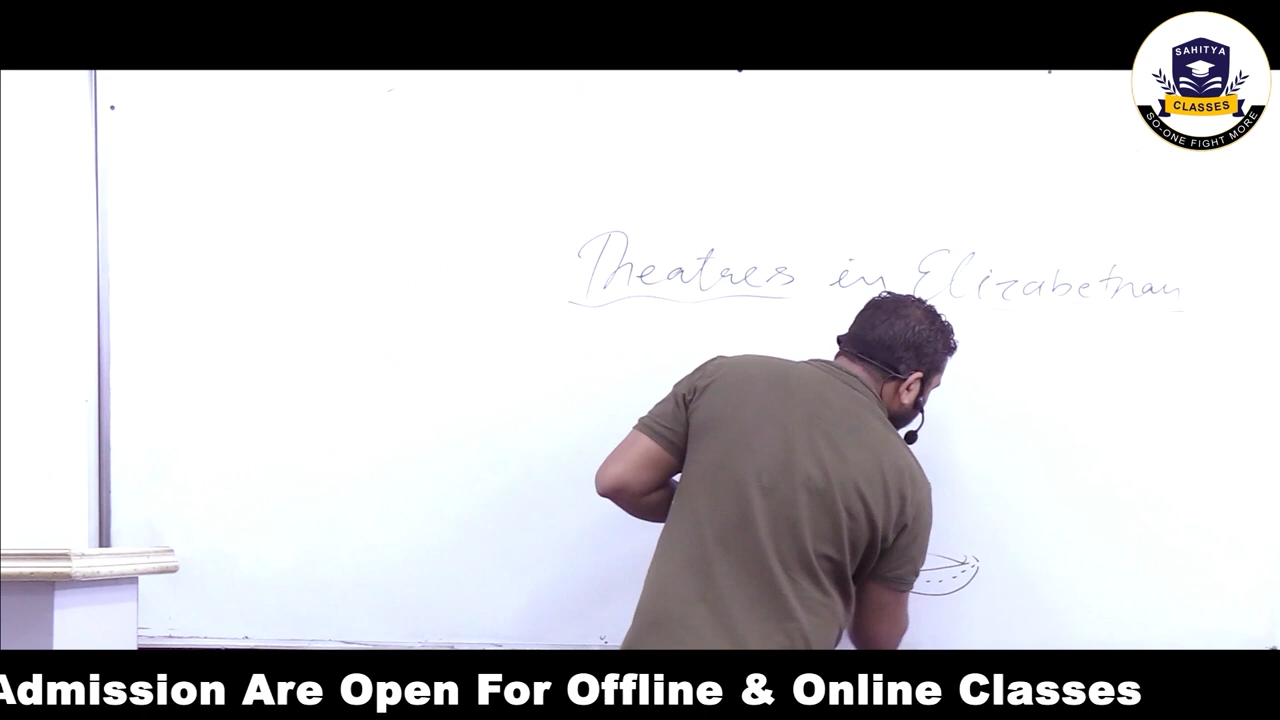 SAHITYA
CLASSES
SO-ONE FIGHT MORE
Theatres in Elizabethan
Admission Are Open For Offline & Online Classes